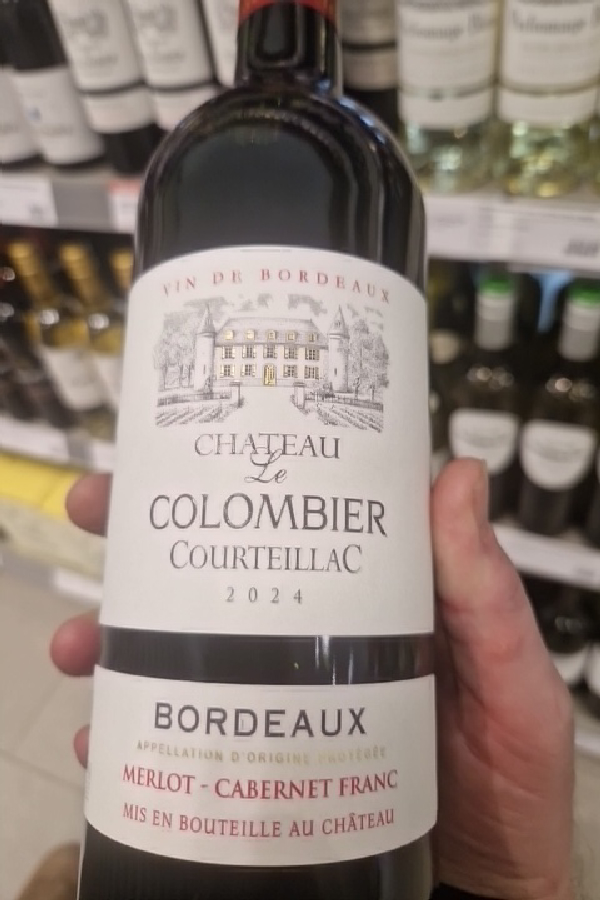 VIN DE BORDEAUX
CHATEAU
Le
COLOMBIER
COURTEILLAC
2024
BORDEAUX
APPELLATION D'ORIGINE PROTÉGÉE
MERLOT - CABERNET FRANC
MIS EN BOUTEILLE AU CHÂTEAU